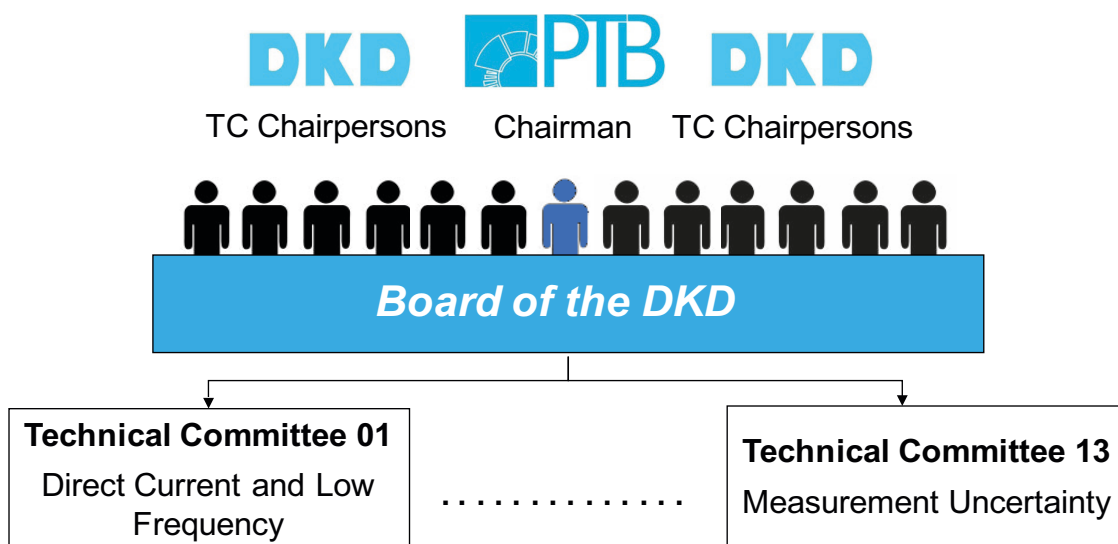 DKD PTB DKD
TC Chairpersons Chairman TC Chairpersons
Board of the DKD
Technical Committee 01
Direct Current and Low
Frequency
. . . . . . . . . . . . . .
Technical Committee 13
Measurement Uncertainty